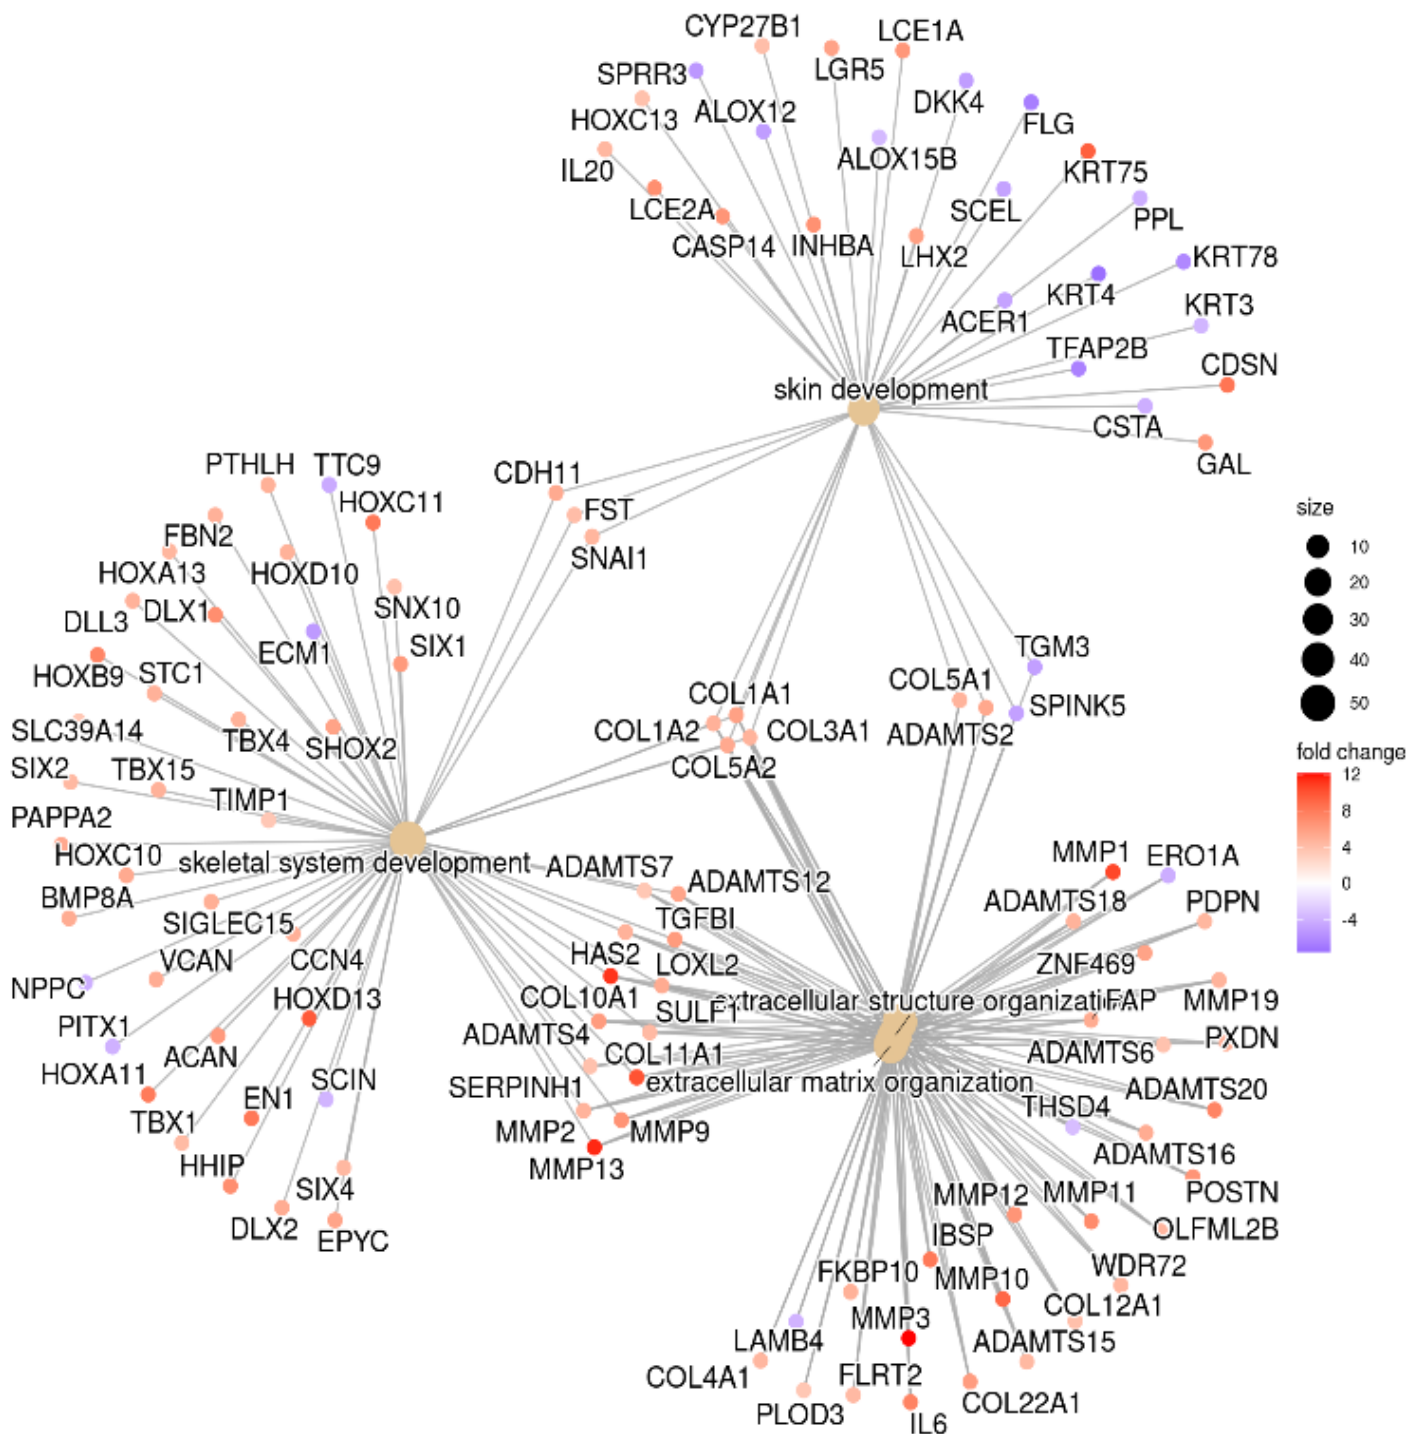 CYP27B1
LCE1A
SPRR3
LGR5
DKK4
HOXC13
ALOX12
FLG
IL20
ALOX15B
KRT75
LCE2A
SCEL
PPL
CASP14
INHBA
LHX2
KRT78
KRT4
KRT3
ACER1
TFAP2B
CDSN
skin development
CSTA
GAL
PTHLH
TTC9
CDH11
HOXC11
FST
FBN2
SNAI1
HOXA13
HOXD10
DLL3
DLX1
SNX10
ECM1
SIX1
TGM3
HOXB9
STC1
COL5A1
COL1A1
SPINK5
SLC39A14
TBX4
SHOX2
COL1A2
COL3A1
ADAMTS2
SIX2
TBX15
COL5A2
TIMP1
PAPPA2
HOXC10
skeletal system development
ADAMTS7
ADAMTS12
MMP1
ERO1A
BMP8A
SIGLEC15
TGFBI
ADAMTS18
PDPN
VCAN
CCN4
HAS2
LOXL2
ZNF469
NPPC
HOXD13
COL10A1
SULF1
extracellular structure organization
FAP
MMP19
PITX1
ACAN
ADAMTS4
COL11A1
ADAMTS6
PXDN
HOXA11
SCIN
SERPINH1
extracellular matrix organization
ADAMTS20
TBX1
EN1
MMP2
MMP9
THSD4
HHIP
MMP13
ADAMTS16
SIX4
MMP12
MMP11
POSTN
DLX2
EPYC
IBSP
OLFML2B
FKBP10
MMP10
WDR72
MMP3
COL12A1
LAMB4
ADAMTS15
COL4A1
FLRT2
PLOD3
IL6
COL22A1
size
10
20
30
40
50
fold change
12
8
4
0
-4